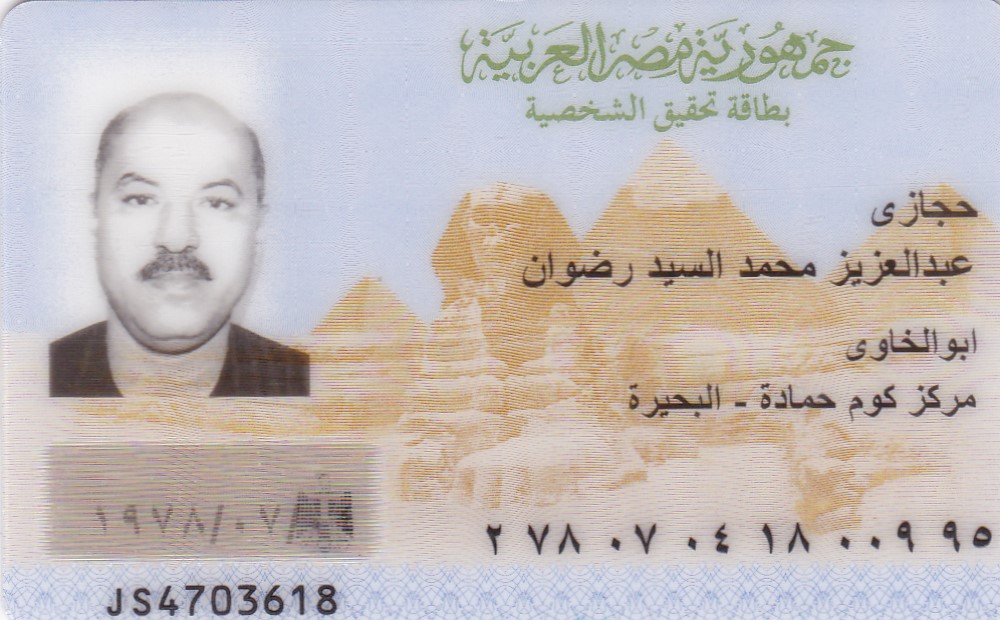 جمهورية مصر العربية
بطاقة تحقيق الشخصية
حجازى
عبدالعزيز محمد السيد رضوان
ابوالخاوى
مركز كوم حمادة - البحيرة
٢ ٧٨ ٠٧ ٠٤ ١٨ ٠٠٩ ٩٥
١٩٧٨/٠٧/
JS4703618